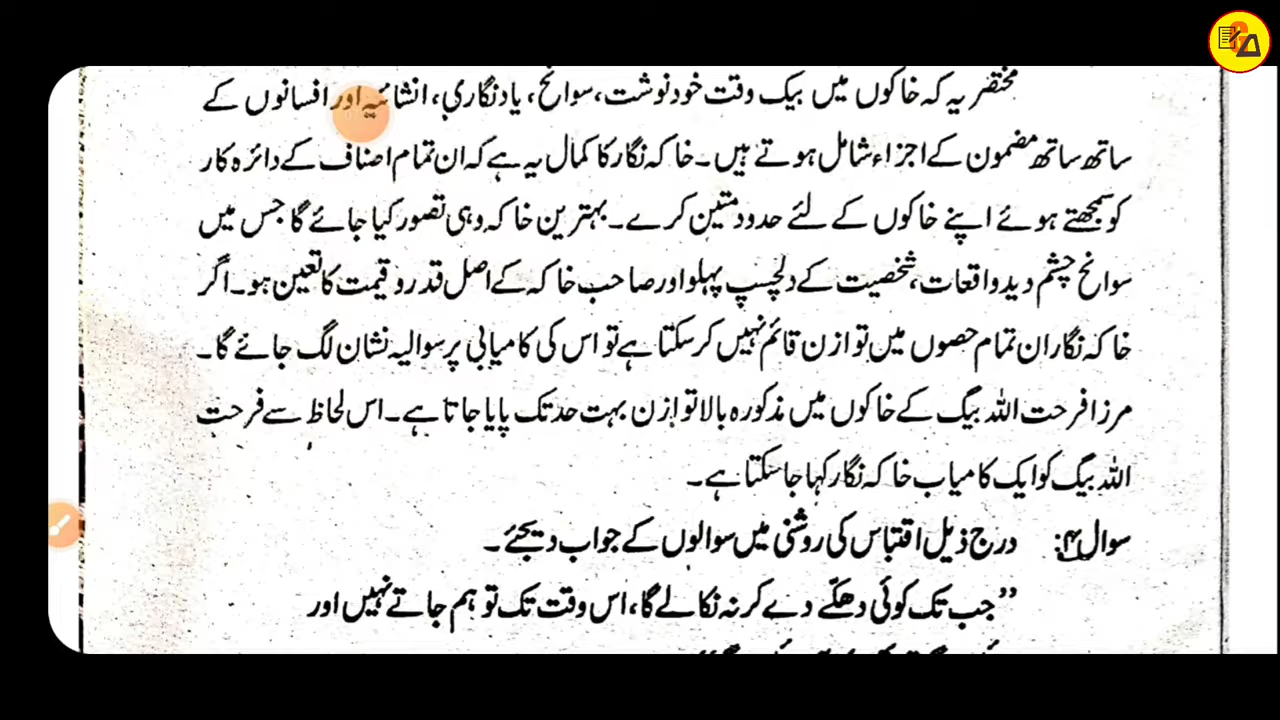 مختصر یہ کہ خاکوں میں بیک وقت خودنوشت، سوانح، یادنگاری، انشائیہ اور افسانوں کے
ساتھ ساتھ مضمون کے اجزاء شامل ہوتے ہیں۔ خاکہ نگار کا کمال یہ ہے کہ ان تمام اصناف کے دائرہ کار
کو سمجھتے ہوئے اپنے خاکوں کے لئے حدود متین کرے۔ بہترین خاکہ وہی تصور کیا جائے گا جس میں
سوانح چشم دید واقعات، شخصیت کے دلچسپ پہلو اور صاحب خاکہ کے اصل قدر و قیمت کا تعین ہو۔ اگر
خاکہ نگار ان تمام حصوں میں توازن قائم نہیں کر سکتا ہے تو اس کی کامیابی پر سوالیہ نشان لگ جائے گا۔
مرزا فرحت اللہ بیگ کے خاکوں میں مذکورہ بالا توازن بہت حد تک پایا جاتا ہے۔ اس لحاظ سے فرحت
اللہ بیگ کو ایک کامیاب خاکہ نگار کہا جا سکتا ہے۔
سوال ۴: درج ذیل اقتباس کی روشنی میں سوالوں کے جواب دیجئے۔
”جب تک کوئی دھکے دے کر نہ نکالے گا، اس وقت تک تو ہم جاتے نہیں اور